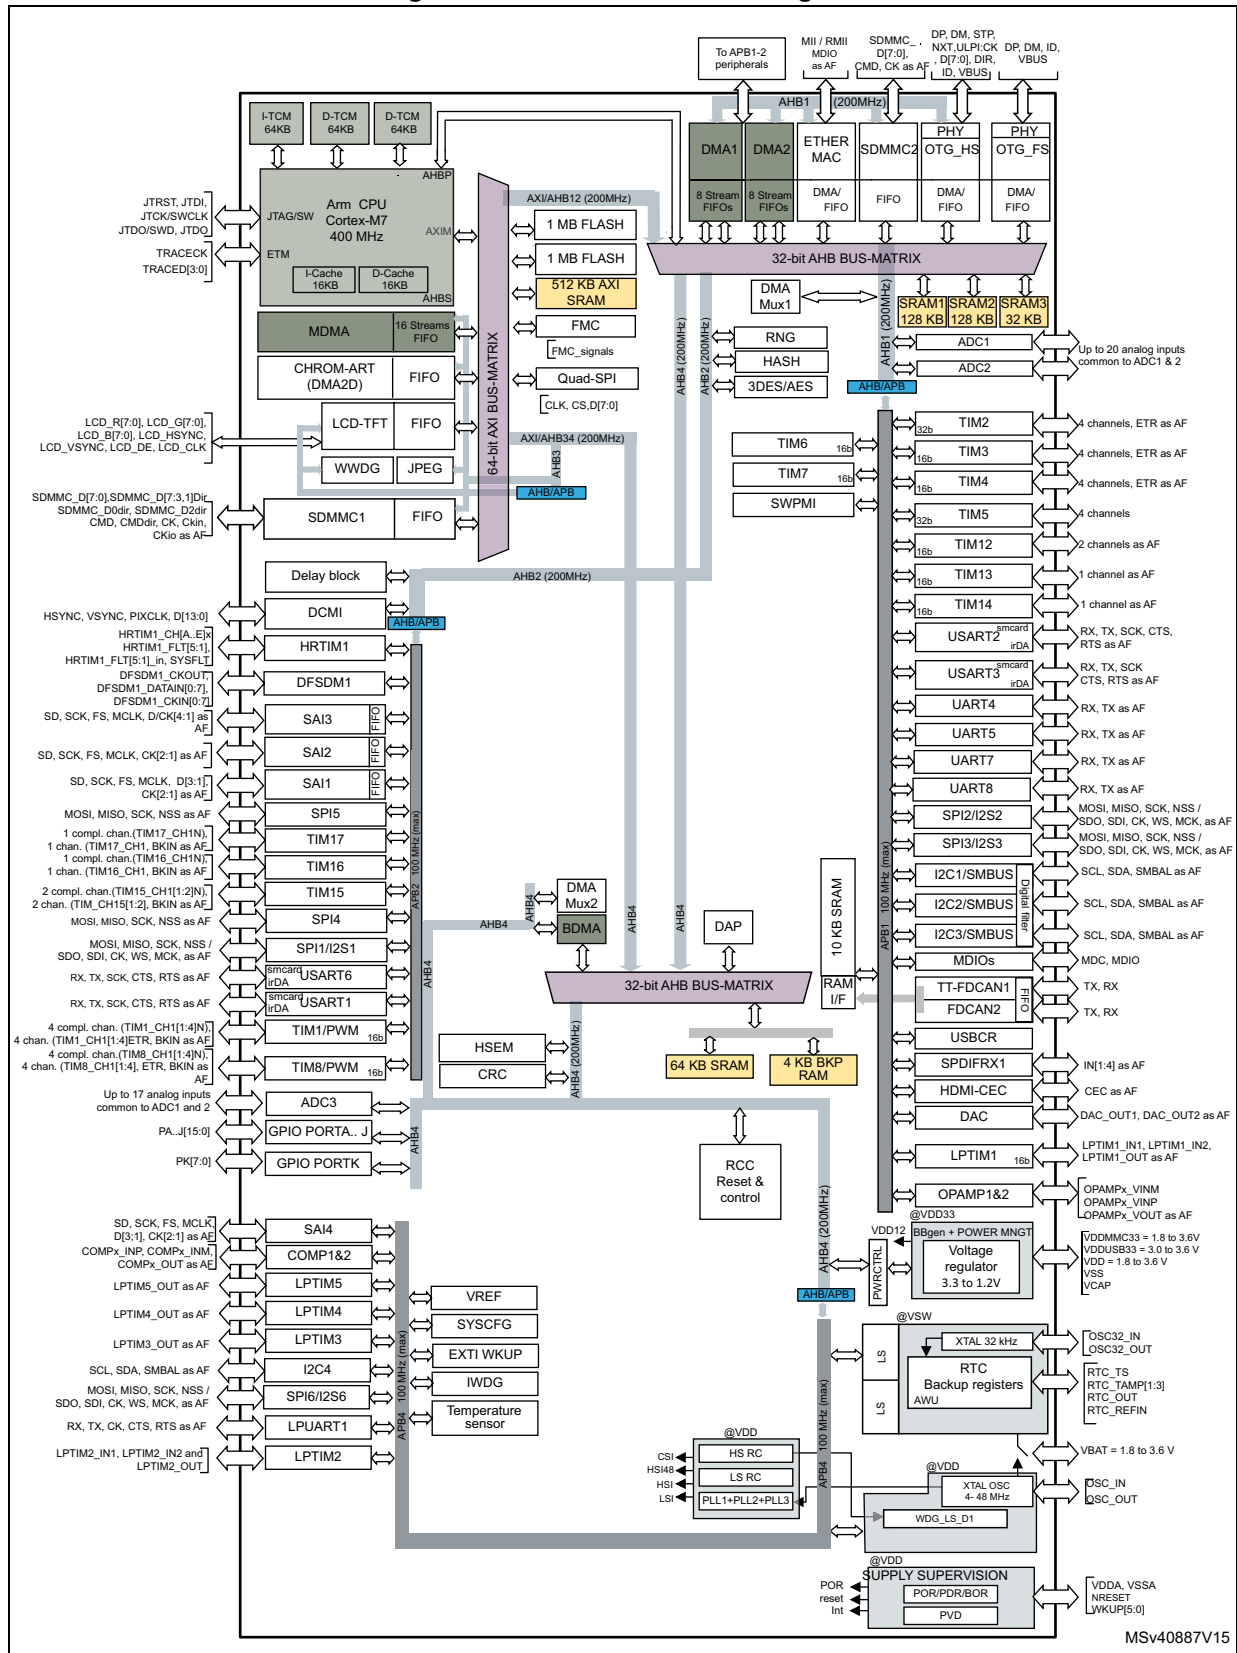 To APB1-2
peripherals
MII / RMII
MDIO
as AF
SDMMC_
D[7:0],
CMD, CK as AF
DP, DM, STP,
NXT,ULPI:CK
, D[7:0], DIR,
ID, VBUS
DP, DM, ID,
VBUS
AHB1 (200MHz)
I-TCM
64KB
D-TCM
64KB
D-TCM
64KB
AHBP
Arm CPU
Cortex-M7
400 MHz
JTAG/SW
AXIM
ETM
I-Cache
16KB
D-Cache
16KB
AHBS
JTRST, JTDI,
JTCK/SWCLK
JTDO/SWD, JTDO
TRACECK
TRACED[3:0]
DMA1
8 Stream
FIFOs
DMA2
8 Stream
FIFOs
ETHER
MAC
DMA/
FIFO
SDMMC2
FIFO
PHY
OTG_HS
DMA/
FIFO
PHY
OTG_FS
DMA/
FIFO
AXI/AHB12 (200MHz)
64-bit AXI BUS-MATRIX
1 MB FLASH
1 MB FLASH
512 KB AXI
SRAM
FMC
FMC_signals
Quad-SPI
CLK, CS,D[7:0]
32-bit AHB BUS-MATRIX
DMA
Mux1
SRAM1
128 KB
SRAM2
128 KB
SRAM3
32 KB
MDMA
16 Streams
FIFO
CHROM-ART
(DMA2D)
FIFO
LCD_R[7:0], LCD_G[7:0],
LCD_B[7:0], LCD_HSYNC,
LCD_VSYNC, LCD_DE, LCD_CLK
LCD-TFT
FIFO
WWDG
JPEG
AXI/AHB34 (200MHz)
AHB3
AHB/APB
SDMMC_D[7:0],SDMMC_D[7:3,1]Dir
SDMMC_D0dir, SDMMC_D2dir
CMD, CMDdir, CK, Ckin,
CKio as AF
SDMMC1
FIFO
RNG
HASH
3DES/AES
AHB4 (200MHz)
AHB2 (200MHz)
AHB1 (200MHz)
ADC1
ADC2
Up to 20 analog inputs
common to ADC1 & 2
AHB/APB
TIM6
16b
TIM7
16b
SWPMI
TIM2
32b
4 channels, ETR as AF
TIM3
16b
4 channels, ETR as AF
TIM4
16b
4 channels, ETR as AF
TIM5
32b
4 channels
TIM12
16b
2 channels as AF
TIM13
16b
1 channel as AF
TIM14
16b
1 channel as AF
USART2
smcard
irDA
RX, TX, SCK, CTS,
RTS as AF
USART3
smcard
irDA
RX, TX, SCK
CTS, RTS as AF
UART4
RX, TX as AF
UART5
RX, TX as AF
UART7
RX, TX as AF
UART8
RX, TX as AF
SPI2/I2S2
MOSI, MISO, SCK, NSS /
SDO, SDI, CK, WS, MCK, as AF
SPI3/I2S3
MOSI, MISO, SCK, NSS /
SDO, SDI, CK, WS, MCK, as AF
I2C1/SMBUS
SCL, SDA, SMBAL as AF
I2C2/SMBUS
SCL, SDA, SMBAL as AF
I2C3/SMBUS
SCL, SDA, SMBAL as AF
Digital filter
MDIOs
MDC, MDIO
TT-FDCAN1
TX, RX
FDCAN2
TX, RX
FIFO
USBCR
SPDIFRX1
IN[1:4] as AF
HDMI-CEC
CEC as AF
DAC
DAC_OUT1, DAC_OUT2 as AF
LPTIM1
16b
LPTIM1_IN1, LPTIM1_IN2,
LPTIM1_OUT as AF
OPAMP1&2
OPAMPx_VINM
OPAMPx_VINP
OPAMPx_VOUT as AF
APB1 100 MHz (max)
10 KB SRAM
RAM
I/F
Delay block
AHB2 (200MHz)
HSYNC, VSYNC, PIXCLK, D[13:0]
DCMI
AHB/APB
HRTIM1_CH[A..E]x
HRTIM1_FLT[5:1],
HRTIM1_FLT[5:1]_in, SYSFLT
HRTIM1
DFSDM1_CKOUT,
DFSDM1_DATAIN[0:7],
DFSDM1_CKIN[0:7]
DFSDM1
SD, SCK, FS, MCLK, D/CK[4:1] as
AF
SAI3
FIFO
SD, SCK, FS, MCLK, CK[2:1] as AF
SAI2
FIFO
SD, SCK, FS, MCLK, D[3:1],
CK[2:1] as AF
SAI1
FIFO
MOSI, MISO, SCK, NSS as AF
SPI5
1 compl. chan.(TIM17_CH1N),
1 chan. (TIM17_CH1, BKIN as AF
TIM17
1 compl. chan.(TIM16_CH1N),
1 chan. (TIM16_CH1, BKIN as AF
TIM16
2 compl. chan.(TIM15_CH1[1:2]N),
2 chan. (TIM_CH15[1:2], BKIN as AF
TIM15
MOSI, MISO, SCK, NSS as AF
SPI4
MOSI, MISO, SCK, NSS /
SDO, SDI, CK, WS, MCK, as AF
SPI1/I2S1
RX, TX, SCK, CTS, RTS as AF
smcard
irDA
USART6
RX, TX, SCK, CTS, RTS as AF
smcard
irDA
USART1
4 compl. chan. (TIM1_CH1[1:4]N),
4 chan. (TIM1_CH1[1:4]ETR, BKIN as AF
TIM1/PWM
16b
4 compl. chan.(TIM8_CH1[1:4]N),
4 chan. (TIM8_CH1[1:4], ETR, BKIN as
AF
TIM8/PWM
16b
APB2 100 MHz (max)
Up to 17 analog inputs
common to ADC1 and 2
ADC3
PA..J[15:0]
GPIO PORTA.. J
PK[7:0]
GPIO PORTK
AHB4
AHB4
AHB4
AHB4
AHB4
DMA
Mux2
BDMA
DAP
32-bit AHB BUS-MATRIX
HSEM
CRC
AHB4 (200MHz)
64 KB SRAM
4 KB BKP
RAM
RCC
Reset &
control
AHB4 (200MHz)
@VDD33
VDD12
BBgen + POWER MNGT
Voltage
regulator
3.3 to 1.2V
PWRCTRL
VDDMMC33 = 1.8 to 3.6V
VDDUSB33 = 3.0 to 3.6 V
VDD = 1.8 to 3.6 V
VSS
VCAP
AHB/APB
SD, SCK, FS, MCLK,
D[3;1], CK[2:1] as AF
SAI4
COMPx_INP, COMPx_INM,
COMPx_OUT as AF
COMP1&2
LPTIM5_OUT as AF
LPTIM5
LPTIM4_OUT as AF
LPTIM4
LPTIM3_OUT as AF
LPTIM3
SCL, SDA, SMBAL as AF
I2C4
MOSI, MISO, SCK, NSS /
SDO, SDI, CK, WS, MCK, as AF
SPI6/I2S6
RX, TX, CK, CTS, RTS as AF
LPUART1
LPTIM2_IN1, LPTIM2_IN2 and
LPTIM2_OUT
LPTIM2
APB4 100 MHz (max)
VREF
SYSCFG
EXTI WKUP
IWDG
Temperature
sensor
APB4 100 MHz (max)
@VSW
LS
LS
XTAL 32 kHz
RTC
Backup registers
AWU
OSC32_IN
OSC32_OUT
RTC_TS
RTC_TAMP[1:3]
RTC_OUT
RTC_REFIN
VBAT = 1.8 to 3.6 V
@VDD
CSI
HSI48
HSI
LSI
HS RC
LS RC
PLL1+PLL2+PLL3
@VDD
XTAL OSC
4- 48 MHz
WDG_LS_D1
OSC_IN
OSC_OUT
@VDD
SUPPLY SUPERVISION
POR
reset
Int
POR/PDR/BOR
PVD
VDDA, VSSA
NRESET
WKUP[5:0]
MSv40887V15